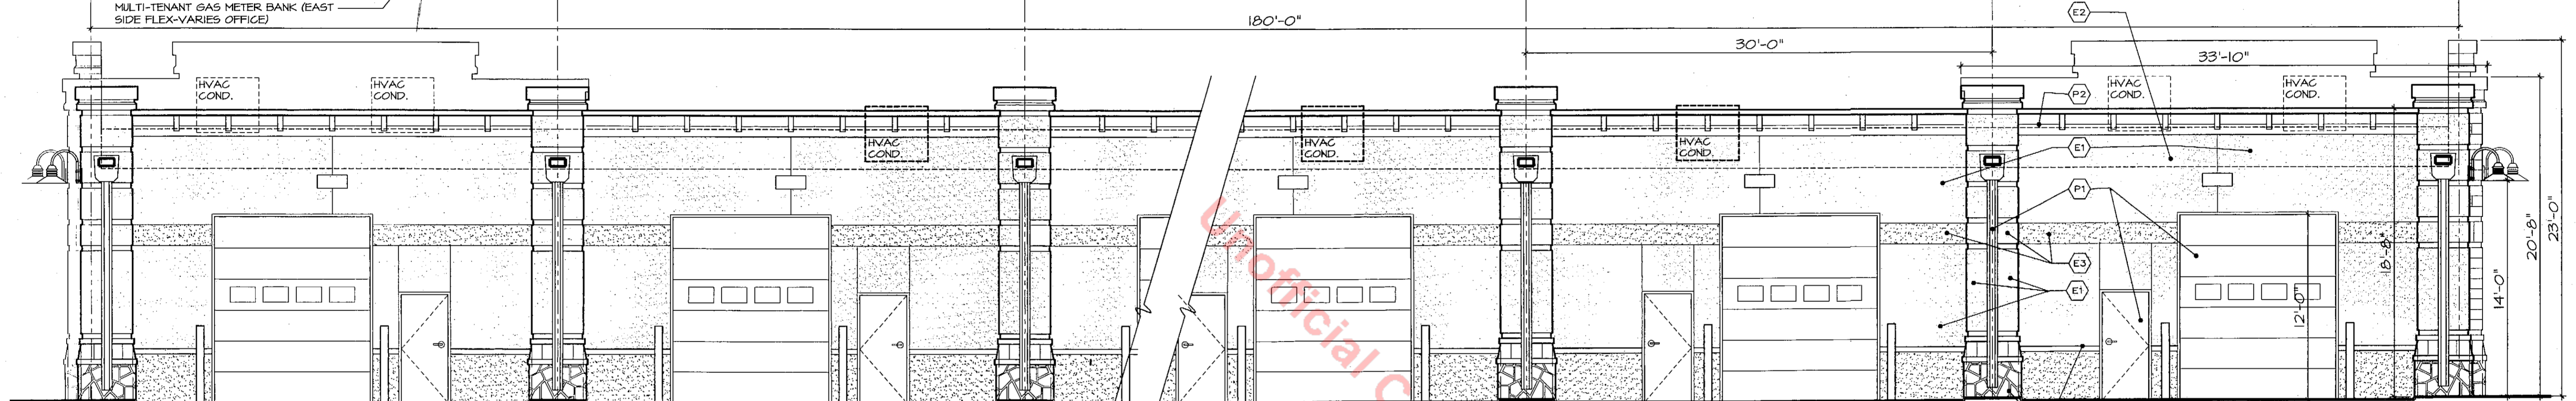 MULTI-TENANT GAS METER BANK (EAST
SIDE FLEX-VARIES OFFICE)
180'-0"
E2
30'-0"
33'-10"
HVAC
COND.
HVAC
COND.
HVAC
COND.
HVAC
COND.
P2
HVAC
COND.
HVAC
COND.
HVAC
COND.
E1
P1
E3
E1
12'-0"
18'-8"
14'-0"
20'-8"
23'-0"
Unofficial C